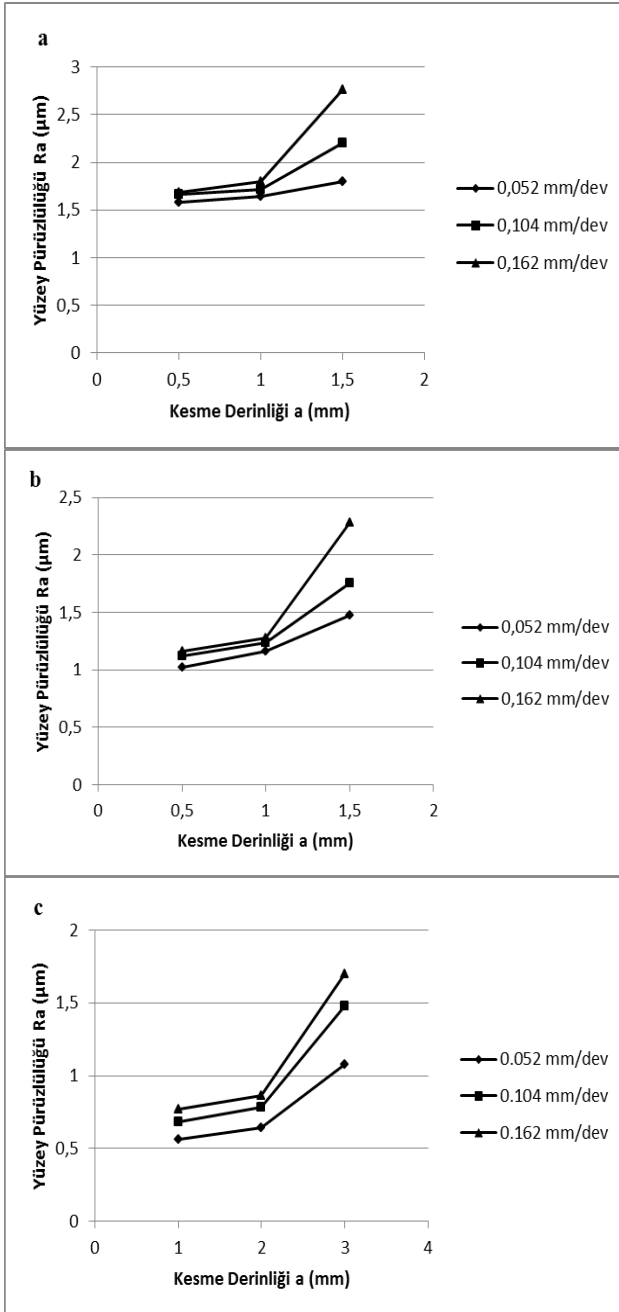 a
3
2,5
2
1,5
1
0,5
0
0 0,5 1 1,5 2
Yüzey Pürüzlülüğü Ra (µm)
Kesme Derinliği a (mm)
0,052 mm/dev
0,104 mm/dev
0,162 mm/dev
b
2,5
2
1,5
1
0,5
0
0 0,5 1 1,5 2
Yüzey Pürüzlülüğü Ra (µm)
Kesme Derinliği a (mm)
0,052 mm/dev
0,104 mm/dev
0,162 mm/dev
c
2
1,5
1
0,5
0
0 1 2 3 4
Yüzey Pürüzlülüğü Ra (µm)
Kesme Derinliği a (mm)
0.052 mm/dev
0.104 mm/dev
0.162 mm/dev